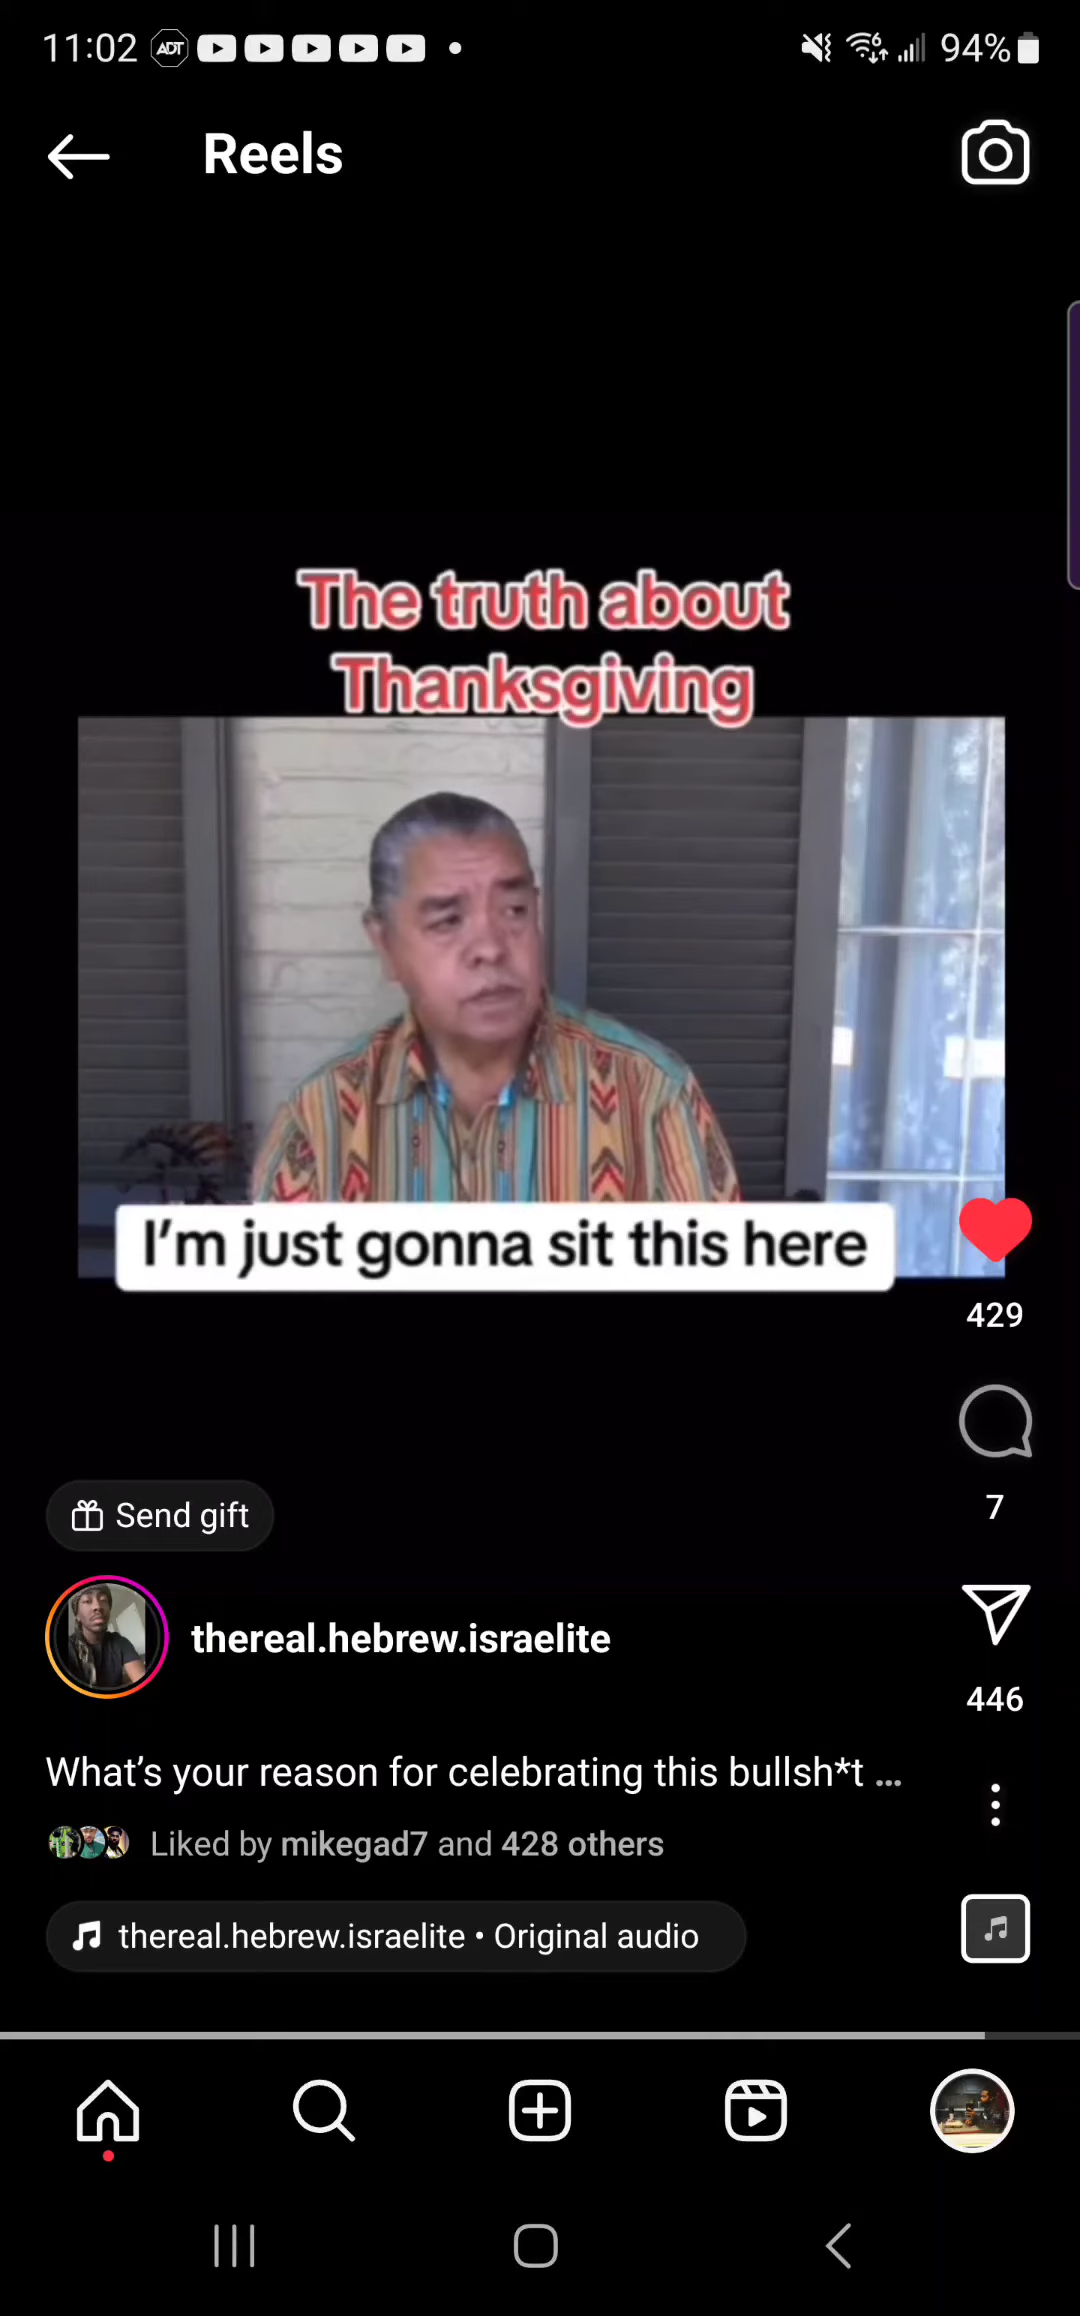 11:02 ADT 6 94%
Reels
The truth about
Thanksgiving
I'm just gonna sit this here
429
7
Send gift
thereal.hebrew.israelite
446
What's your reason for celebrating this bullsh*t ...
Liked by mikegad7 and 428 others
thereal.hebrew.israelite • Original audio